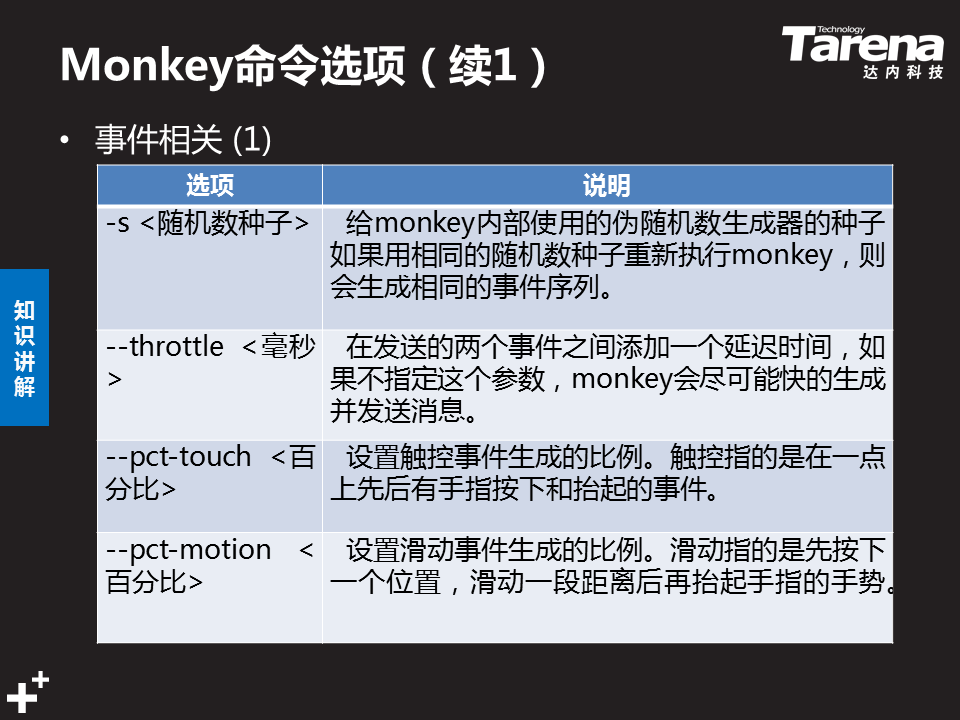 Monkey命令选项（续1）
Technology
Tarena
达内科技
• 事件相关 (1)
选项
说明
-s <随机数种子>
给monkey内部使用的伪随机数生成器的种子
如果用相同的随机数种子重新执行monkey，则
会生成相同的事件序列。
--throttle <毫秒
>
在发送的两个事件之间添加一个延迟时间，如
果不指定这个参数，monkey会尽可能快的生成
并发送消息。
--pct-touch <百
分比>
设置触控事件生成的比例。触控指的是在一点
上先后有手指按下和抬起的事件。
--pct-motion <
百分比>
设置滑动事件生成的比例。滑动指的是先按下
一个位置，滑动一段距离后再抬起手指的手势。
知
识
讲
解